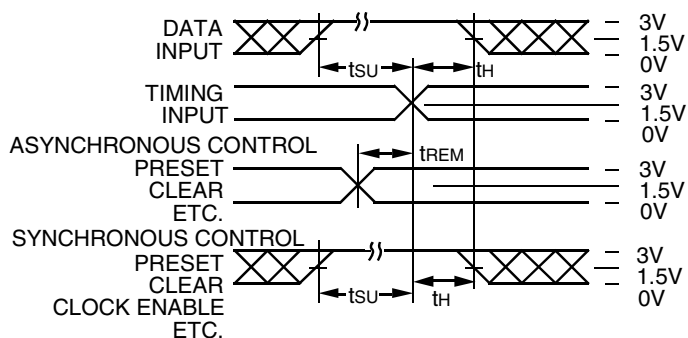 DATA
INPUT
3V
1.5V
0V
tSU
tH
TIMING
INPUT
3V
1.5V
0V
ASYNCHRONOUS CONTROL
tREM
PRESET
CLEAR
ETC.
3V
1.5V
0V
SYNCHRONOUS CONTROL
PRESET
CLEAR
CLOCK ENABLE
ETC.
3V
1.5V
0V
tSU
tH